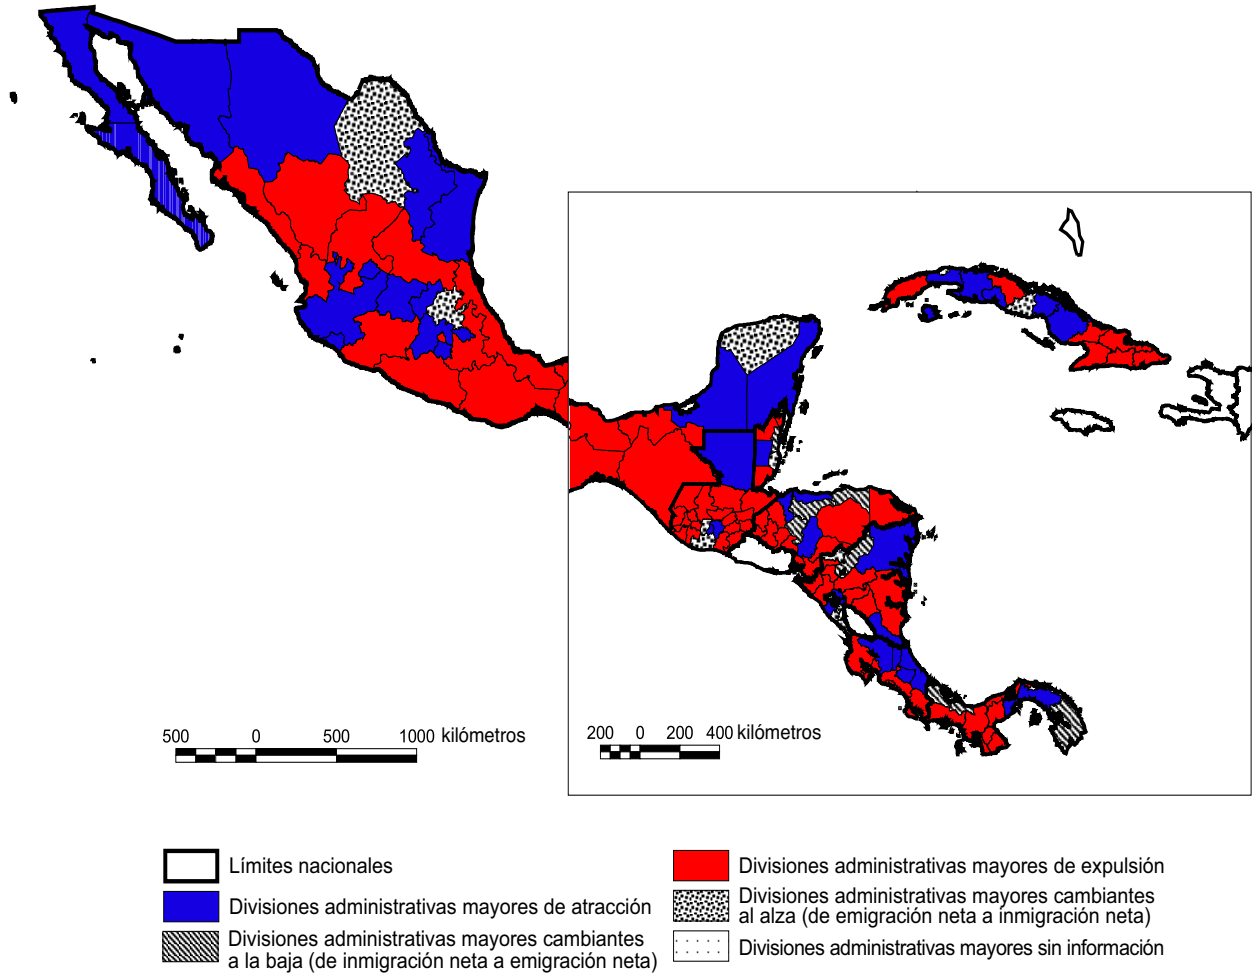 500 0 500 1000 kilómetros
200 0 200 400 kilómetros
Límites nacionales
Divisiones administrativas mayores de atracción
Divisiones administrativas mayores cambiantes
a la baja (de inmigración neta a emigración neta)
Divisiones administrativas mayores de expulsión
Divisiones administrativas mayores cambiantes
al alza (de emigración neta a inmigración neta)
Divisiones administrativas mayores sin información